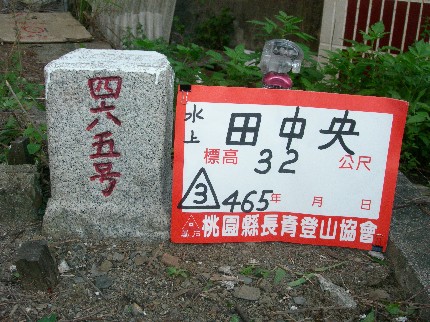 四六五号
水上
田中央
標高 32 公尺
3 465 年 月 日
桃園縣長青登山協會